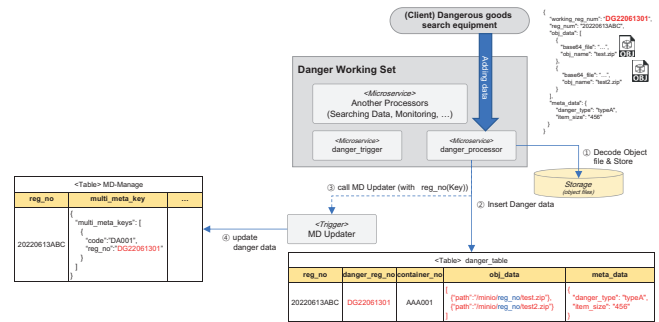 (Client) Dangerous goods
search equipment
{
"working_reg_num": "DG22061301",
"reg_num": "20220613ABC",
"obj_data": [
{
"base64_file": "…",
"obj_name": "test.zip"
},
{
"base64_file": "…",
"obj_name": "test2.zip"
}
],
"meta_data": {
"danger_type": "typeA",
"item_size": "456"
}
}
OBJ
OBJ
Adding data
Danger Working Set
<Microservice>
Another Processors
(Searching Data, Monitoring, …)
<Microservice>
danger_trigger
<Microservice>
danger_processor
① Decode Object
file & Store
Storage
(object files)
③ call MD Updater (with reg_no(Key))
② Insert Danger data
<Trigger>
MD Updater
④ update
danger data
<Table> MD-Manage
reg_no multi_meta_key …
20220613ABC
{
"multi_meta_keys": [
{
"code":"DA001",
"reg_no":"DG22061301"
}
]
}
<Table> danger_table
reg_no danger_reg_no container_no obj_data meta_data
20220613ABC DG22061301 AAA001
[
{"path":"/minio/reg_no/test.zip"},
{"path":"/minio/reg_no/test2.zip"}
]
{
"danger_type": "typeA",
"item_size": "456"
}